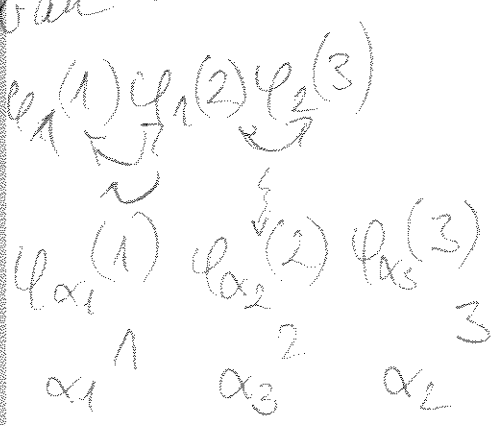 φ₁(1) φ₁(2) φ₂(3)
φα₁(1) φα₂(2) φα₃(3)
1 2 3
α₁ α₃ α₂